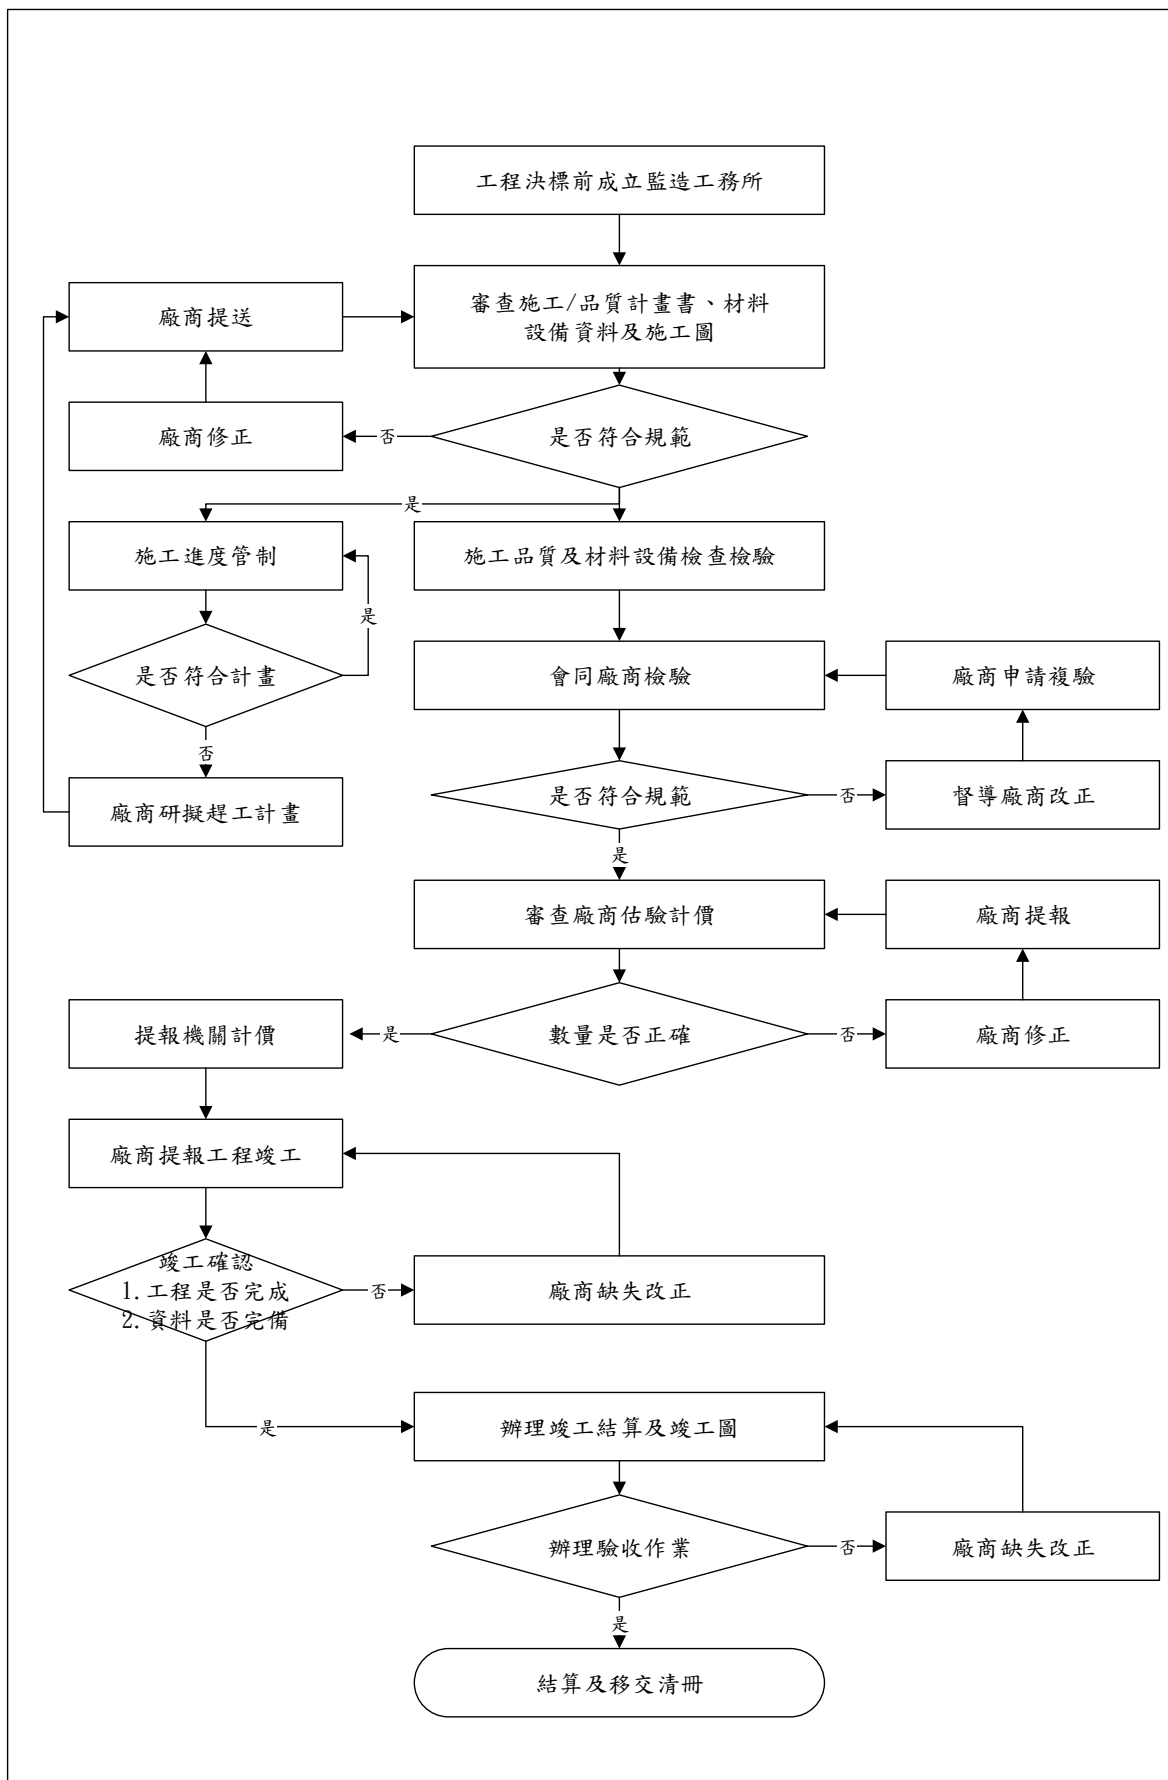 工程決標前成立監造工務所
廠商提送
審查施工/品質計畫書、材料
設備資料及施工圖
廠商修正
否
是否符合規範
是
施工進度管制
施工品質及材料設備檢查檢驗
是
是否符合計畫
會同廠商檢驗
廠商申請複驗
否
廠商研擬趕工計畫
是否符合規範
否
督導廠商改正
是
審查廠商估驗計價
廠商提報
提報機關計價
是
數量是否正確
否
廠商修正
廠商提報工程竣工
竣工確認
1.工程是否完成
2.資料是否完備
否
廠商缺失改正
是
辦理竣工結算及竣工圖
辦理驗收作業
否
廠商缺失改正
是
結算及移交清冊